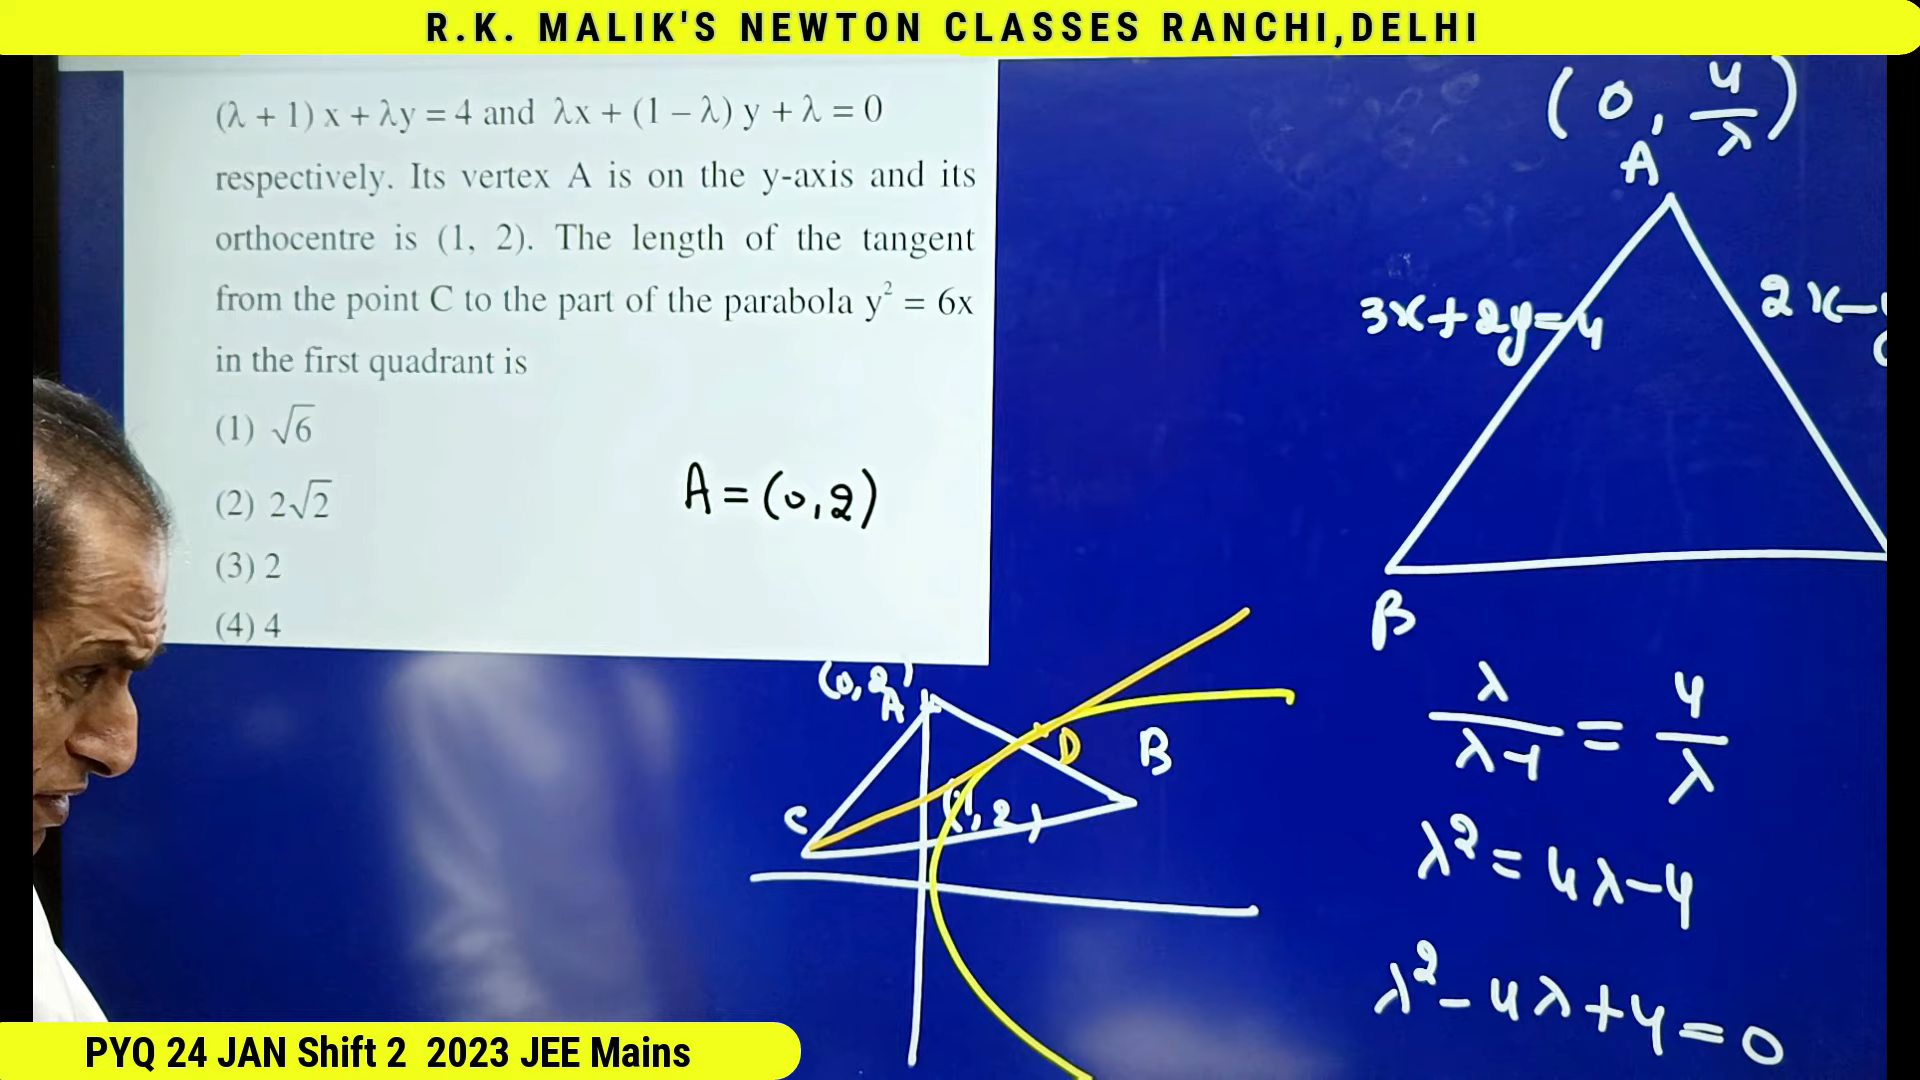 R.K. MALIK'S NEWTON CLASSES RANCHI,DELHI
(λ + 1) x + λy = 4 and λx + (1 – λ) y + λ = 0
respectively. Its vertex A is on the y-axis and its
orthocentre is (1, 2). The length of the tangent
from the point C to the part of the parabola y² = 6x
in the first quadrant is
(1) √6
(2) 2√2
(3) 2
(4) 4
A = (0,2)
(0, 2)
A
B
C
D
(1, 2)
(0, 4/λ)
A
3x+2y=4
2x–
B
λ/(λ-1) = 4/λ
λ² = 4λ–4
λ² – 4λ + 4 = 0
PYQ 24 JAN Shift 2 2023 JEE Mains